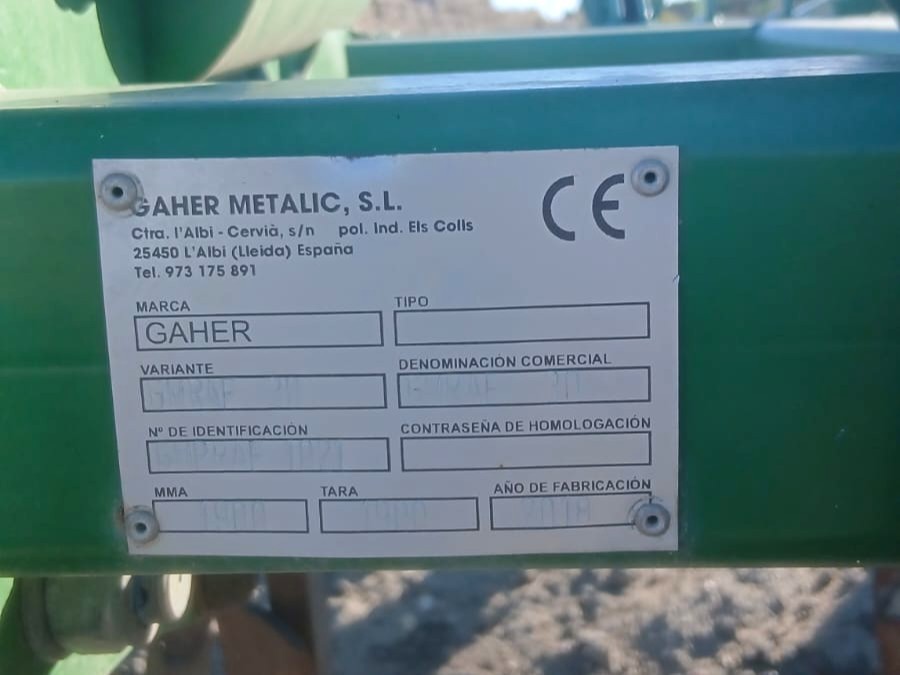 GAHER METALIC, S.L.
CE
Ctra. l'Albi - Cervià, s/n pol. Ind. Els Colls
25450 L'Albi (Lleida) España
Tel. 973 175 891
MARCA
TIPO
GAHER
VARIANTE
DENOMINACIÓN COMERCIAL
Nº DE IDENTIFICACIÓN
CONTRASEÑA DE HOMOLOGACIÓN
MMA
TARA
AÑO DE FABRICACIÓN